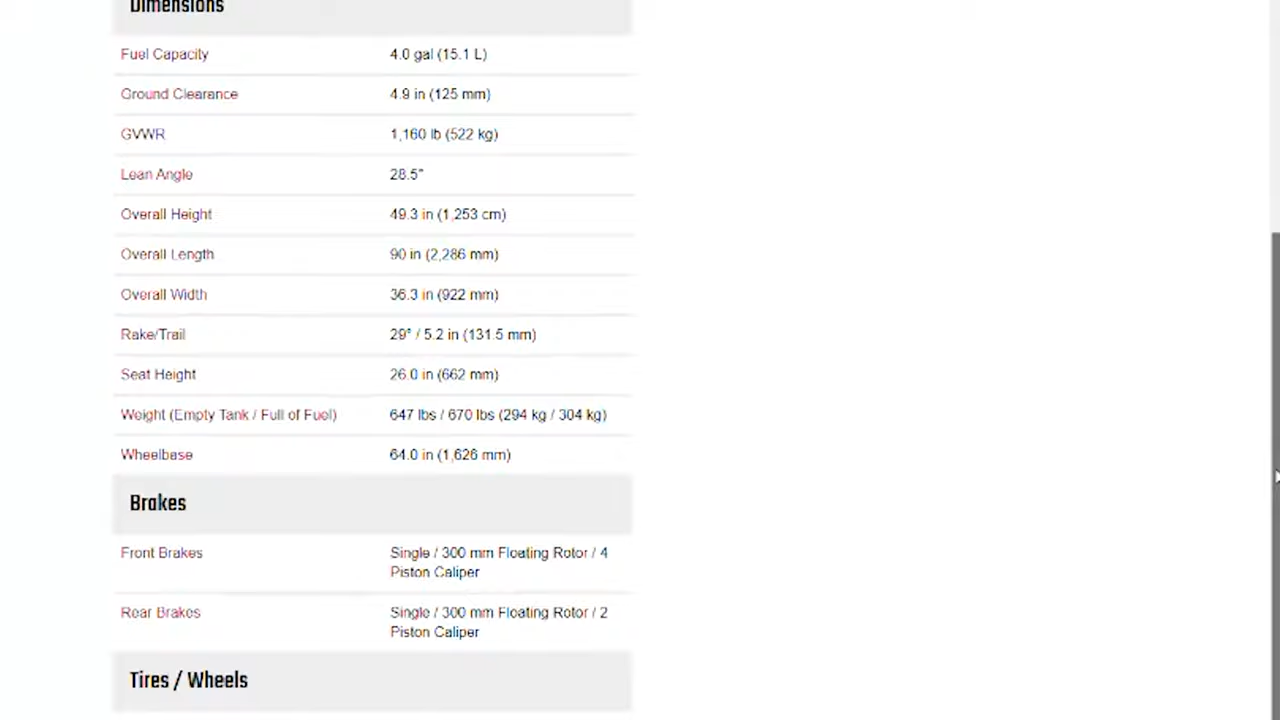 Dimensions
Fuel Capacity 4.0 gal (15.1 L)
Ground Clearance 4.9 in (125 mm)
GVWR 1,160 lb (522 kg)
Lean Angle 28.5°
Overall Height 49.3 in (1,253 cm)
Overall Length 90 in (2,286 mm)
Overall Width 36.3 in (922 mm)
Rake/Trail 29° / 5.2 in (131.5 mm)
Seat Height 26.0 in (662 mm)
Weight (Empty Tank / Full of Fuel) 647 lbs / 670 lbs (294 kg / 304 kg)
Wheelbase 64.0 in (1,626 mm)
Brakes
Front Brakes Single / 300 mm Floating Rotor / 4
Piston Caliper
Rear Brakes Single / 300 mm Floating Rotor / 2
Piston Caliper
Tires / Wheels